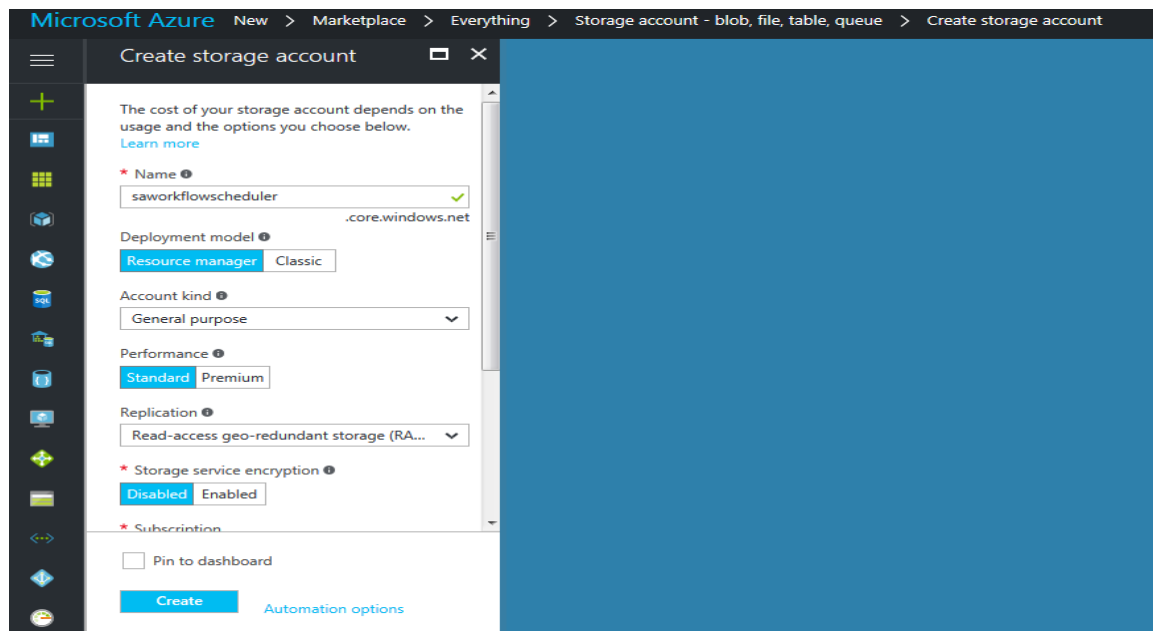 Microsoft Azure New > Marketplace > Everything > Storage account - blob, file, table, queue > Create storage account
Create storage account
The cost of your storage account depends on the
usage and the options you choose below.
Learn more
* Name
saworkflowscheduler
.core.windows.net
Deployment model
Resource manager Classic
Account kind
General purpose
Performance
Standard Premium
Replication
Read-access geo-redundant storage (RA...
* Storage service encryption
Disabled Enabled
* Subscription
Pin to dashboard
Create Automation options
SQL